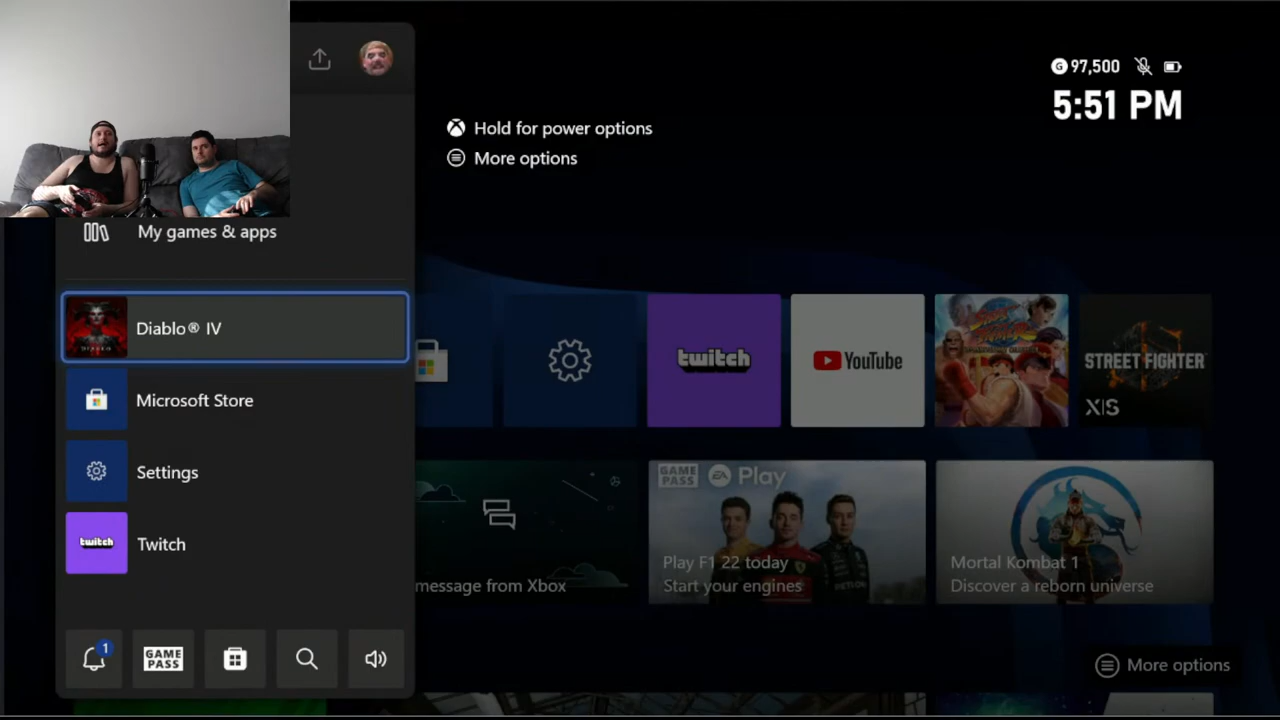 97,500
5:51 PM
Hold for power options
More options
My games & apps
Diablo® IV
Microsoft Store
Settings
Twitch
twitch
twitch
YouTube
STREET FIGHTER
X|S
GAME PASS
EA Play
Play F1 22 today
Start your engines
message from Xbox
Mortal Kombat 1
Discover a reborn universe
1
GAME PASS
More options